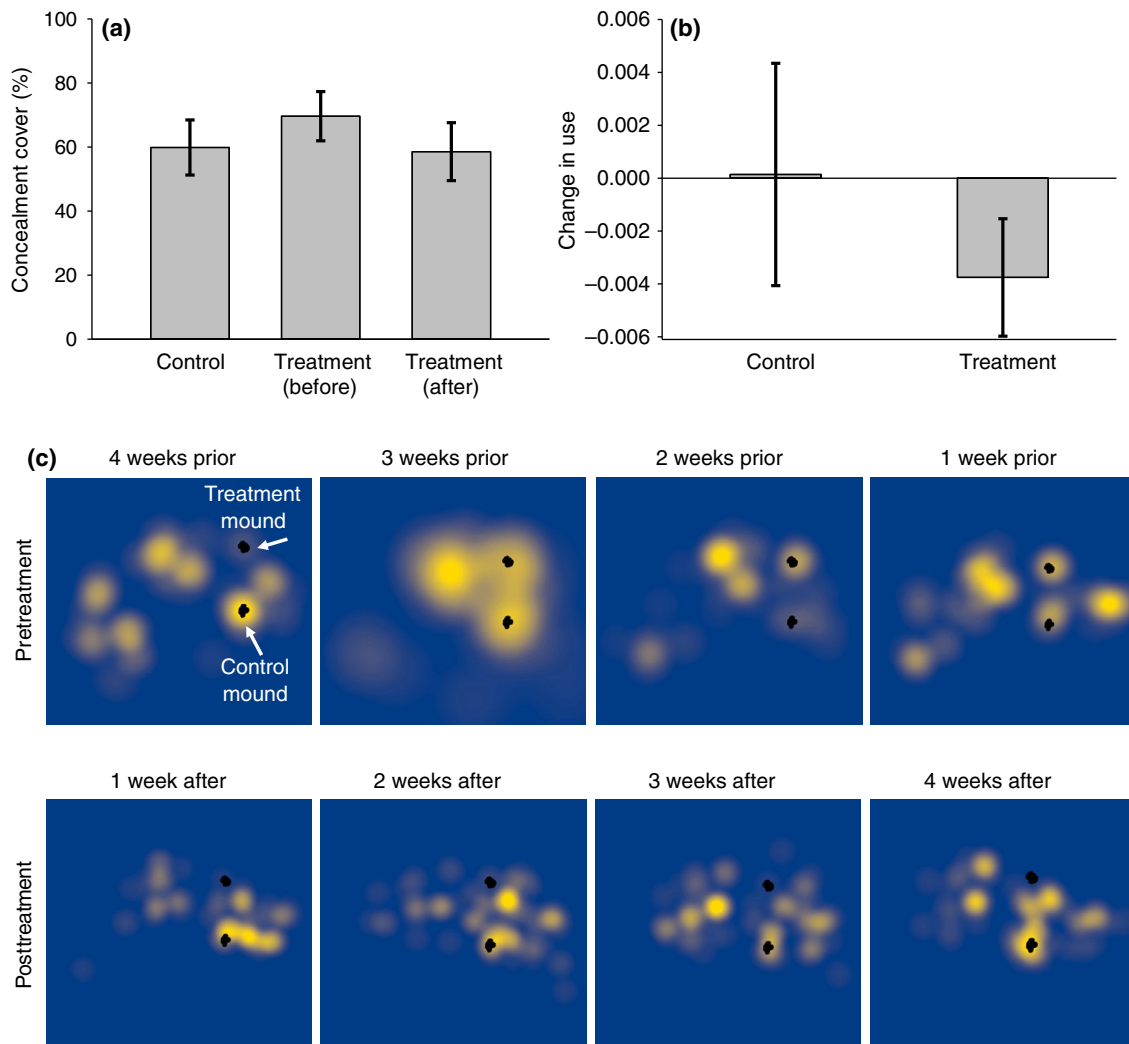 (a)
100
80
60
40
20
0
Concealment cover (%)
Control
Treatment
(before)
Treatment
(after)
(b)
0.006
0.004
0.002
0.000
−0.002
−0.004
−0.006
Change in use
Control
Treatment
(c)
4 weeks prior
3 weeks prior
2 weeks prior
1 week prior
Pretreatment
Treatment
mound
Control
mound
1 week after
2 weeks after
3 weeks after
4 weeks after
Posttreatment